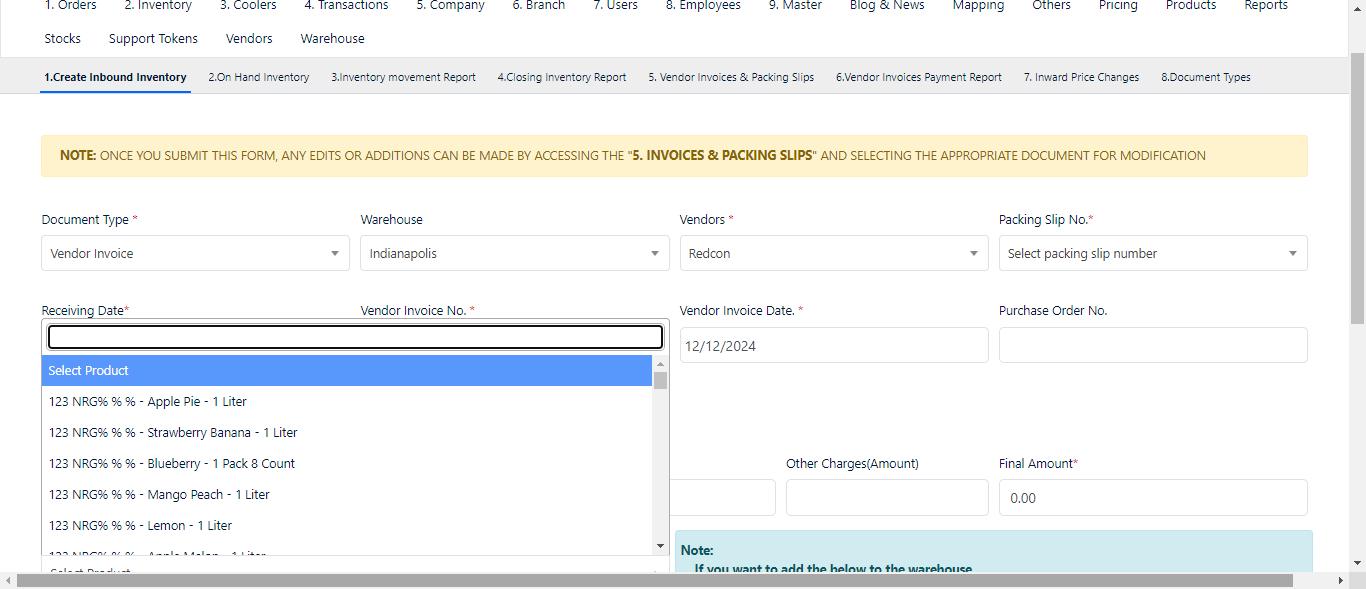 1. Orders 2. Inventory 3. Coolers 4. Transactions 5. Company 6. Branch 7. Users 8. Employees 9. Master Blog & News Mapping Others Pricing Products Reports
Stocks Support Tokens Vendors Warehouse
1.Create Inbound Inventory 2.On Hand Inventory 3.Inventory movement Report 4.Closing Inventory Report 5. Vendor Invoices & Packing Slips 6.Vendor Invoices Payment Report 7. Inward Price Changes 8.Document Types
NOTE: ONCE YOU SUBMIT THIS FORM, ANY EDITS OR ADDITIONS CAN BE MADE BY ACCESSING THE "5. INVOICES & PACKING SLIPS" AND SELECTING THE APPROPRIATE DOCUMENT FOR MODIFICATION
Document Type * Warehouse Vendors * Packing Slip No.*
Vendor Invoice Indianapolis Redcon Select packing slip number
Receiving Date* Vendor Invoice No. * Vendor Invoice Date. * Purchase Order No.
12/12/2024
Select Product
123 NRG% % % - Apple Pie - 1 Liter
123 NRG% % % - Strawberry Banana - 1 Liter
123 NRG% % % - Blueberry - 1 Pack 8 Count
Other Charges(Amount) Final Amount*
123 NRG% % % - Mango Peach - 1 Liter
0.00
123 NRG% % % - Lemon - 1 Liter
123 NRG% % % - Apple Melon - 1 Liter
Note:
Select Product
If you want to add the below to the warehouse